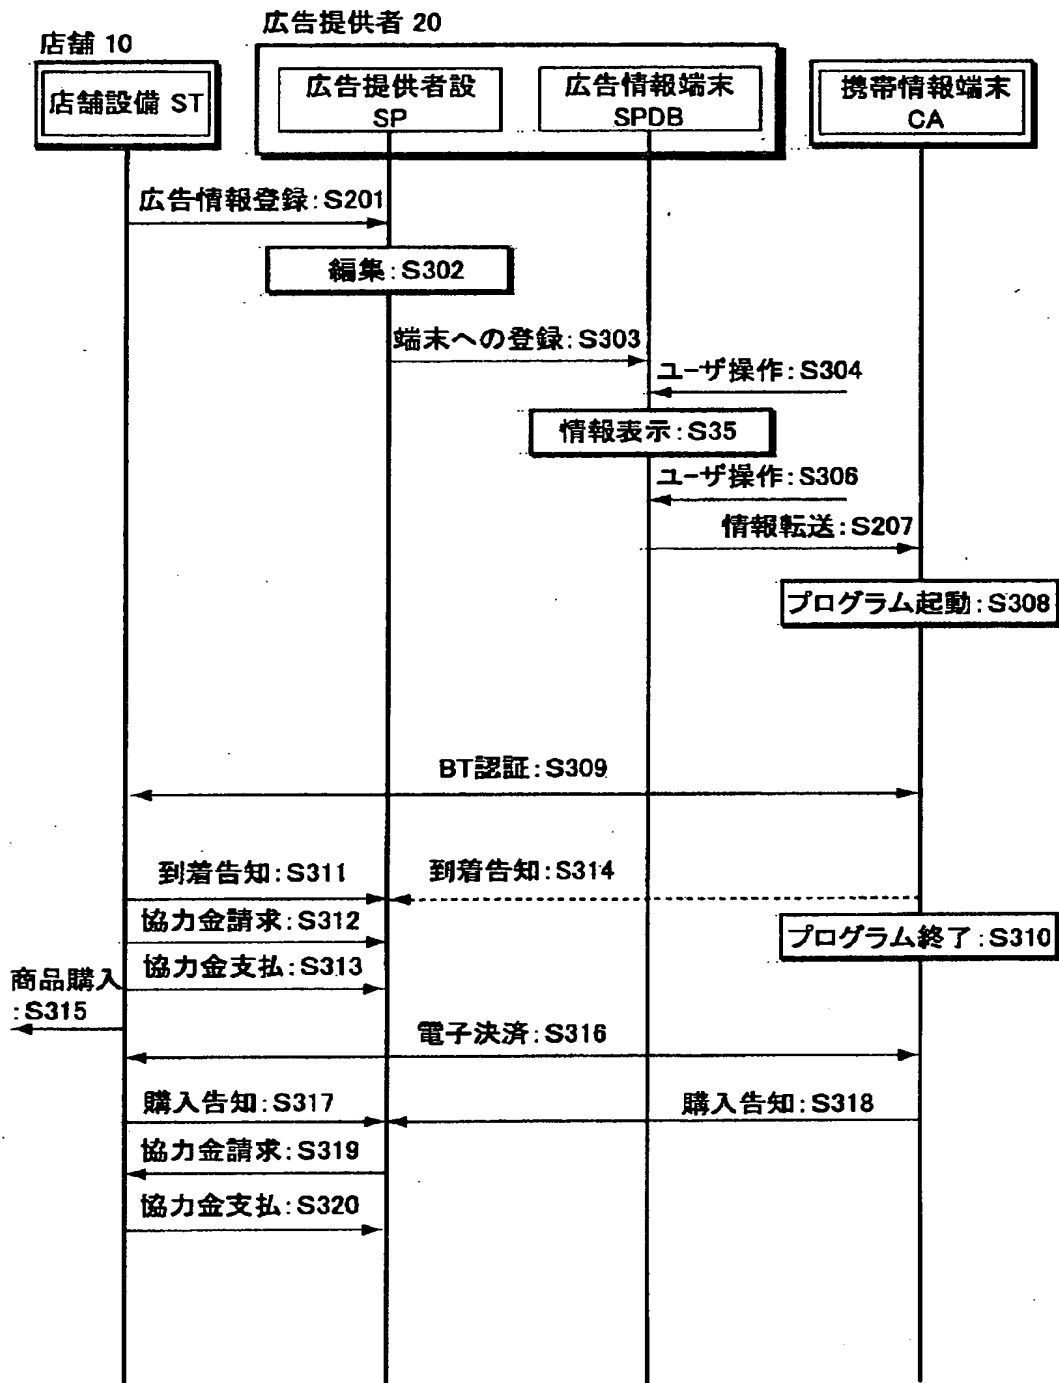 店舗 10
広告提供者 20
店舗設備 ST
広告提供者設
SP
広告情報端末
SPDB
携帯情報端末
CA
広告情報登録:S201
編集:S302
端末への登録:S303
ユーザ操作:S304
情報表示:S35
ユーザ操作:S306
情報転送:S207
プログラム起動:S308
BT認証:S309
到着告知:S311
到着告知:S314
協力金請求:S312
プログラム終了:S310
協力金支払:S313
商品購入
:S315
電子決済:S316
購入告知:S317
購入告知:S318
協力金請求:S319
協力金支払:S320